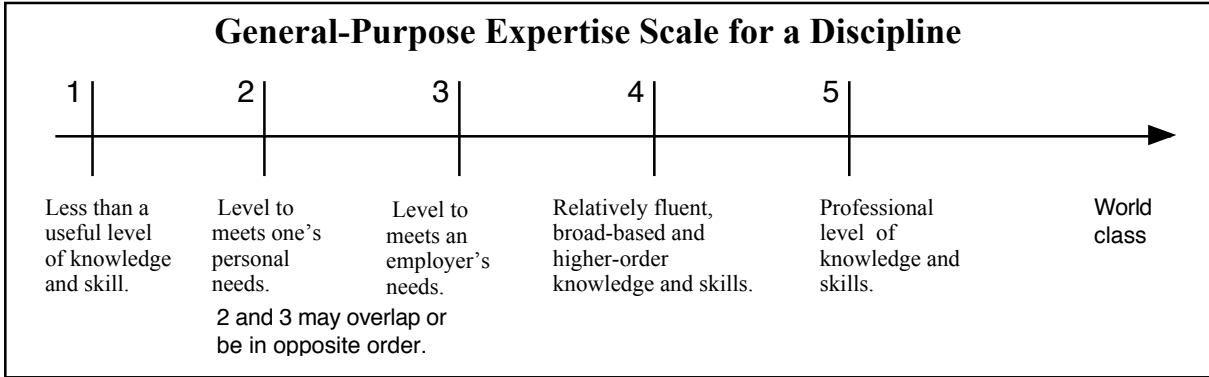 General-Purpose Expertise Scale for a Discipline
1
2
3
4
5
Less than a
useful level
of knowledge
and skill.
Level to
meets one's
personal
needs.
Level to
meets an
employer's
needs.
Relatively fluent,
broad-based and
higher-order
knowledge and skills.
Professional
level of
knowledge and
skills.
World
class
2 and 3 may overlap or
be in opposite order.